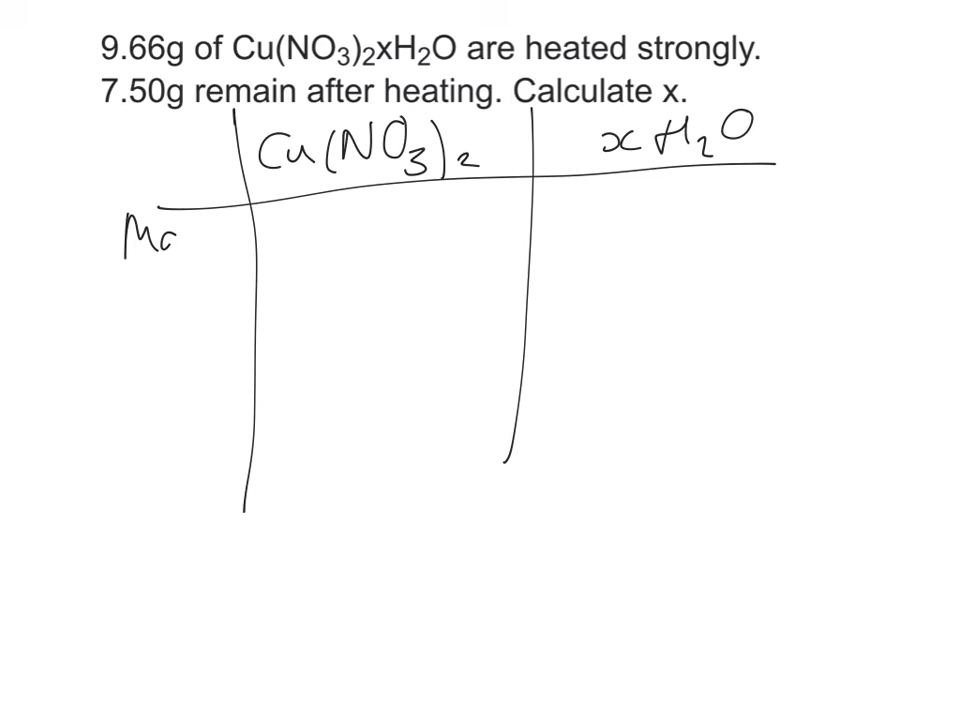 9.66g of Cu(NO₃)₂xH₂O are heated strongly.
7.50g remain after heating. Calculate x.
Cu(NO₃)₂ xH₂O
Ma